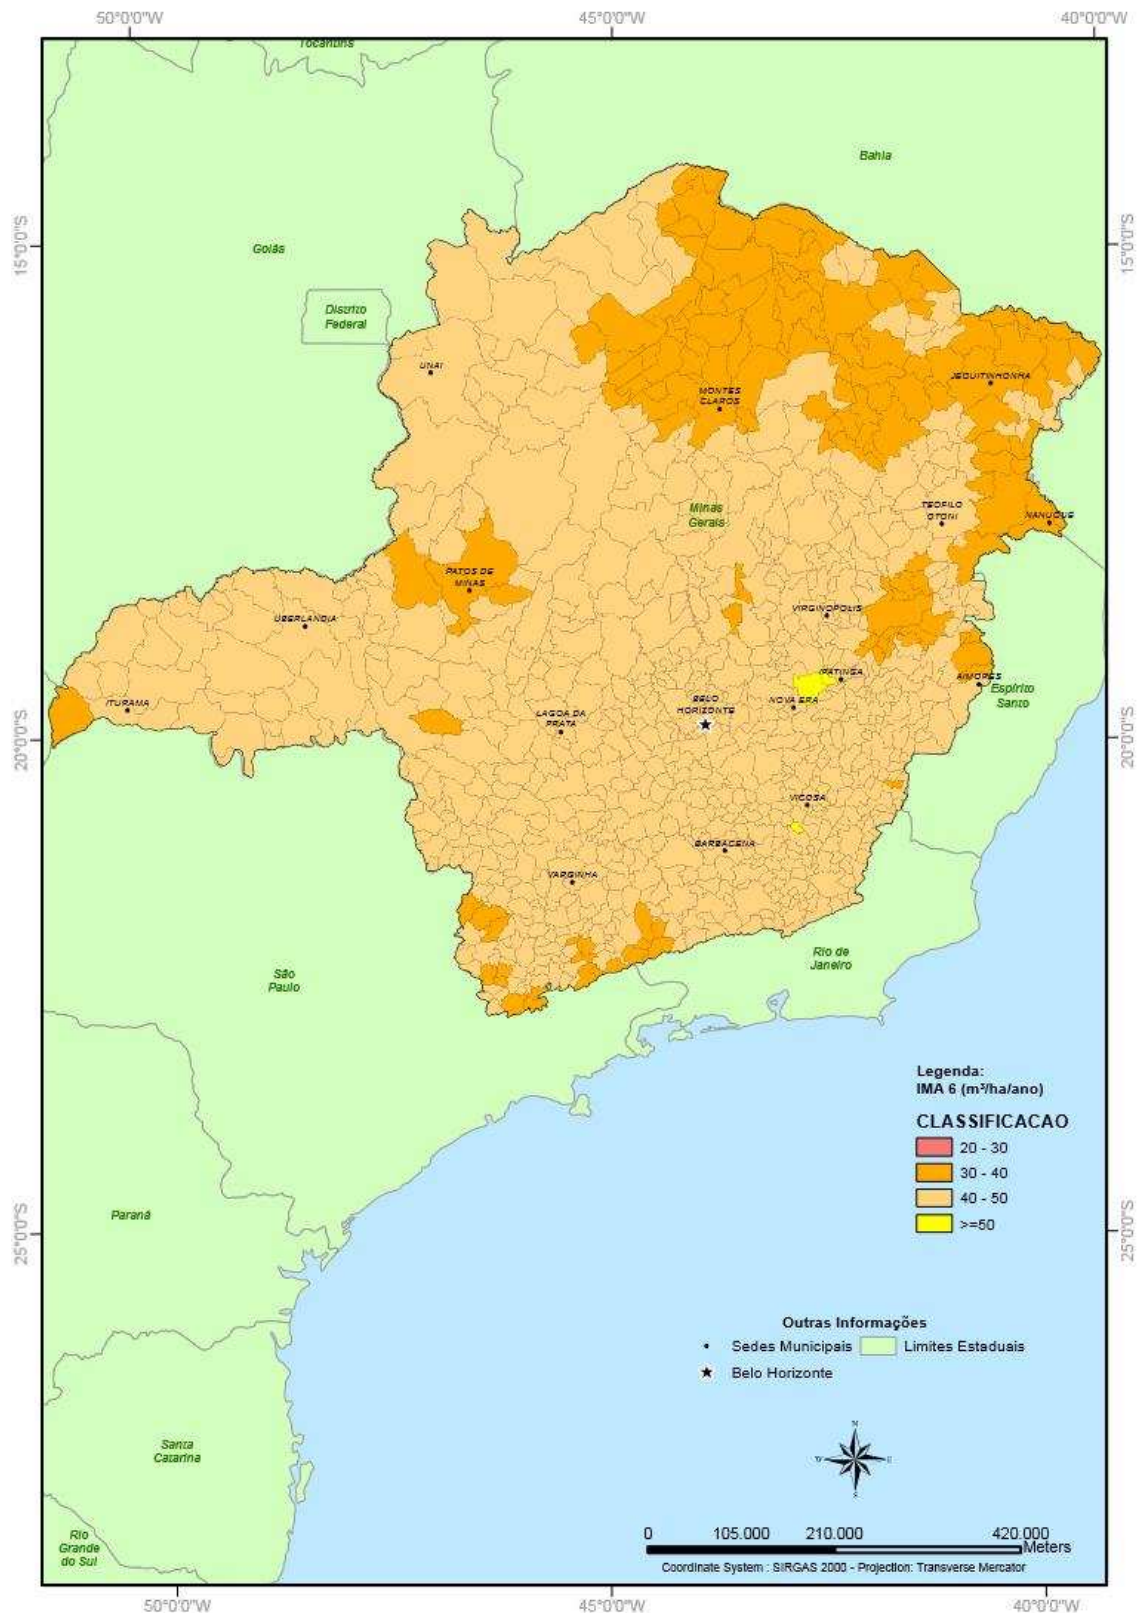 50°0'0"W
45°0'0"W
40°0'0"W
Tocantins
Bahia
15°0'0"S
15°0'0"S
Goiás
Distrito
Federal
UNAI
JEQUITINHONHA
MONTES
CLAROS
Minas
Gerais
TEOFILO
OTONI
NANUQUE
PATOS DE
MINAS
VIRGINOPOLIS
UBERLANDIA
IPATINGA
AIMORES
Espírito
Santo
ITURAMA
NOVA ERA
BELO
HORIZONTE
LAGOA DA
PRATA
20°0'0"S
20°0'0"S
VICOSA
BARBACENA
VARGINHA
Rio de
Janeiro
São
Paulo
Legenda:
IMA 6 (m³/ha/ano)
CLASSIFICACAO
20 - 30
30 - 40
40 - 50
>=50
Paraná
25°0'0"S
25°0'0"S
Outras Informações
Sedes Municipais
Limites Estaduais
Belo Horizonte
Santa
Catarina
N
W
E
S
Rio
Grande
do Sul
0
105.000
210.000
420.000
Meters
Coordinate System : SIRGAS 2000 - Projection: Transverse Mercator
50°0'0"W
45°0'0"W
40°0'0"W